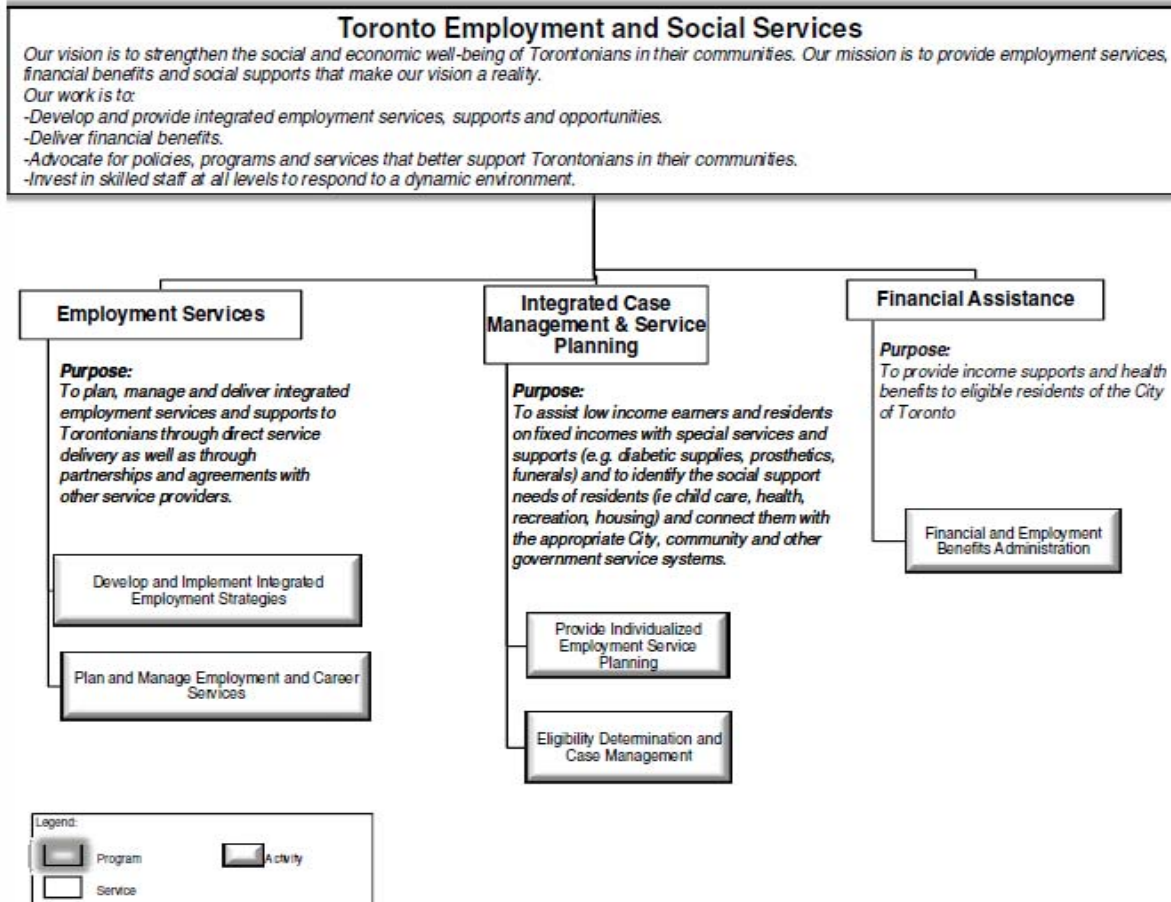 Toronto Employment and Social Services
Our vision is to strengthen the social and economic well-being of Torontonians in their communities. Our mission is to provide employment services,
financial benefits and social supports that make our vision a reality.
Our work is to:
-Develop and provide integrated employment services, supports and opportunities.
-Deliver financial benefits.
-Advocate for policies, programs and services that better support Torontonians in their communities.
-Invest in skilled staff at all levels to respond to a dynamic environment.
Employment Services
Purpose:
To plan, manage and deliver integrated
employment services and supports to
Torontonians through direct service
delivery as well as through
partnerships and agreements with
other service providers.
Develop and Implement Integrated
Employment Strategies
Plan and Manage Employment and Career
Services
Integrated Case
Management & Service
Planning
Purpose:
To assist low income earners and residents
on fixed incomes with special services and
supports (e.g. diabetic supplies, prosthetics,
funerals) and to identify the social support
needs of residents (ie child care, health,
recreation, housing) and connect them with
the appropriate City, community and other
government service systems.
Provide Individualized
Employment Service
Planning
Eligibility Determination and
Case Management
Financial Assistance
Purpose:
To provide income supports and health
benefits to eligible residents of the City
of Toronto
Financial and Employment
Benefits Administration
Legend:
Program
Activity
Service